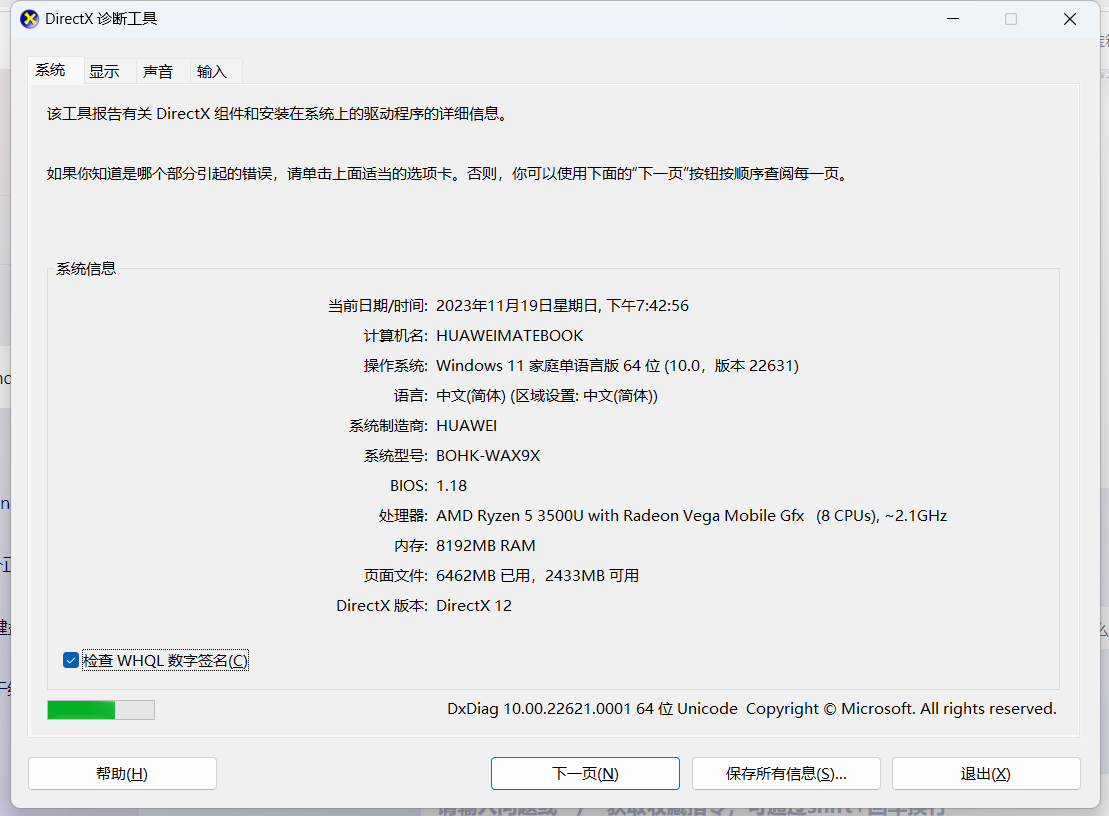 DirectX 诊断工具
系统 显示 声音 输入
该工具报告有关 DirectX 组件和安装在系统上的驱动程序的详细信息。
如果你知道是哪个部分引起的错误，请单击上面适当的选项卡。否则，你可以使用下面的“下一页”按钮按顺序查阅每一页。
系统信息
当前日期/时间: 2023年11月19日星期日, 下午7:42:56
计算机名: HUAWEIMATEBOOK
操作系统: Windows 11 家庭单语言版 64 位 (10.0，版本 22631)
语言: 中文(简体) (区域设置: 中文(简体))
系统制造商: HUAWEI
系统型号: BOHK-WAX9X
BIOS: 1.18
处理器: AMD Ryzen 5 3500U with Radeon Vega Mobile Gfx (8 CPUs), ~2.1GHz
内存: 8192MB RAM
页面文件: 6462MB 已用，2433MB 可用
DirectX 版本: DirectX 12
检查 WHQL 数字签名(C)
DxDiag 10.00.22621.0001 64 位 Unicode Copyright © Microsoft. All rights reserved.
帮助(H) 下一页(N) 保存所有信息(S)... 退出(X)